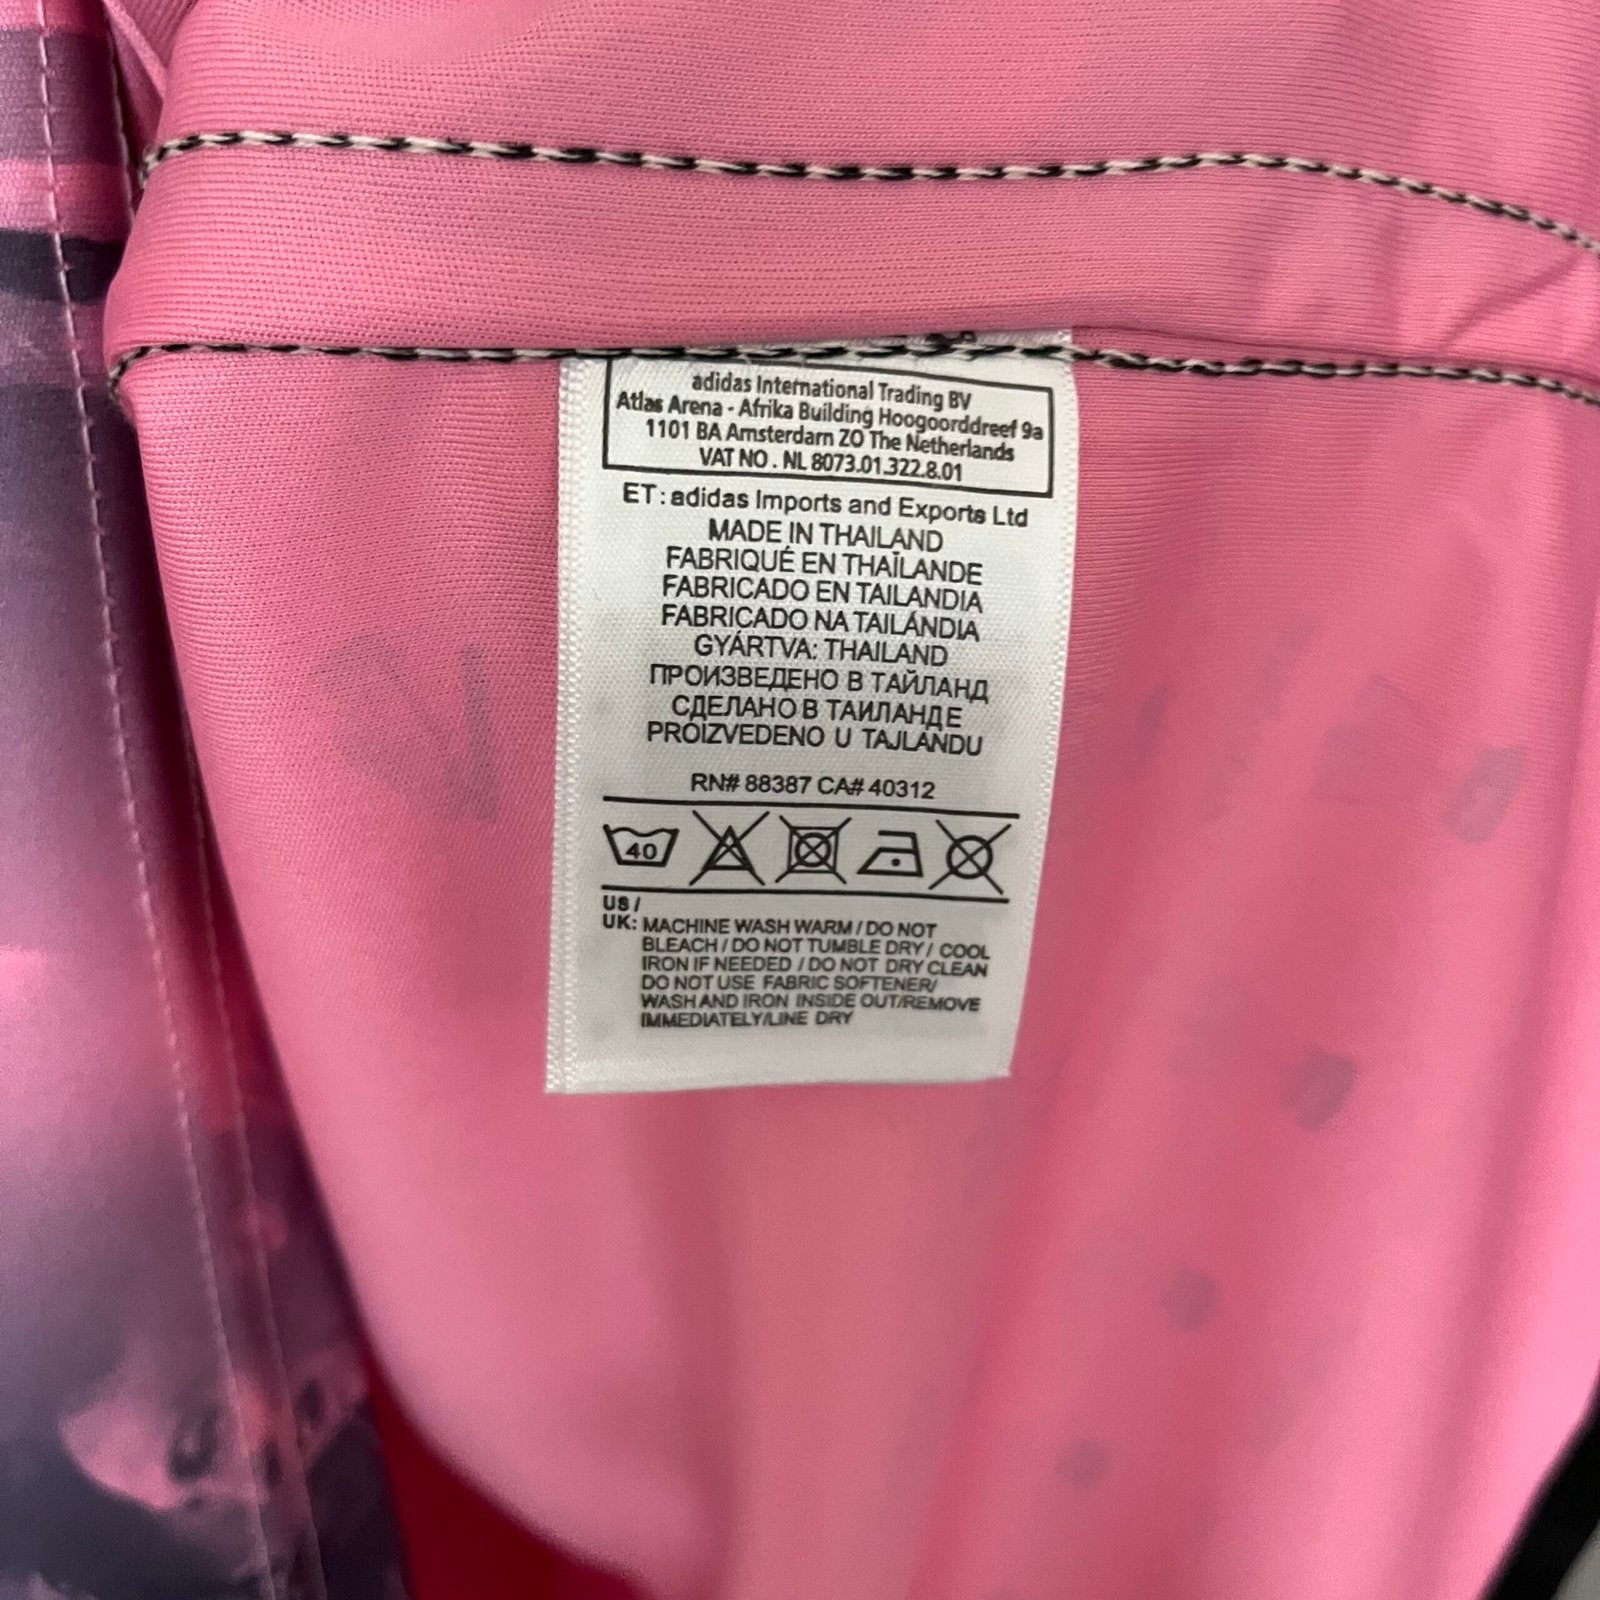 adidas International Trading BV
Atlas Arena - Afrika Building Hoogoorddreef 9a
1101 BA Amsterdam ZO The Netherlands
VAT NO . NL 8073.01.322.8.01
ET : adidas Imports and Exports Ltd
MADE IN THAILAND
FABRIQUÉ EN THAÏLANDE
FABRICADO EN TAILANDIA
FABRICADO NA TAILÁNDIA
GYÁRTVA: THAILAND
ПРОИЗВЕДЕНО В ТАЙЛАНД
СДЕЛАНО В ТАИЛАНДЕ
PROIZVEDENO U TAJLANDU
RN# 88387 CA# 40312
40
US /
UK: MACHINE WASH WARM / DO NOT
BLEACH / DO NOT TUMBLE DRY / COOL
IRON IF NEEDED / DO NOT DRY CLEAN
DO NOT USE FABRIC SOFTENER/
WASH AND IRON INSIDE OUT/REMOVE
IMMEDIATELY/LINE DRY